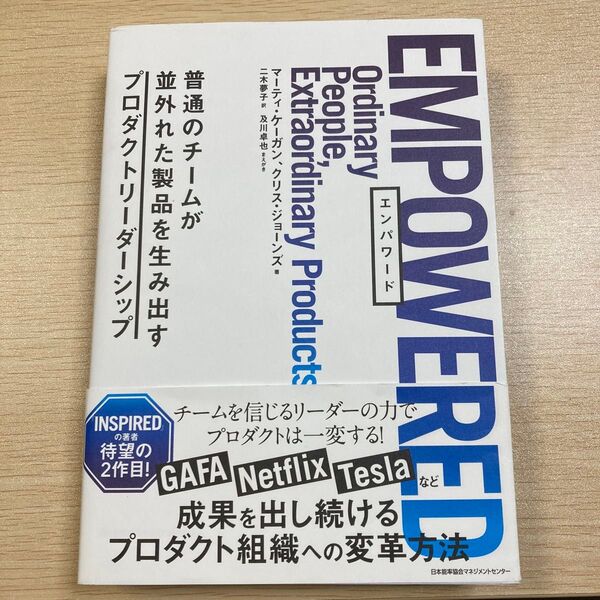 EMPOWERED
エンパワード
Ordinary
People,
Extraordinary Products
マーティ・ケーガン、クリス・ジョーンズ 著
二木夢子 訳 及川卓也 まえがき
普通のチームが
並外れた製品を生み出す
プロダクトリーダーシップ
INSPIRED
の著者
待望の
2作目!
チームを信じるリーダーの力で
プロダクトは一変する!
GAFA Netflix Tesla など
成果を出し続ける
プロダクト組織への変革方法
日本能率協会マネジメントセンター